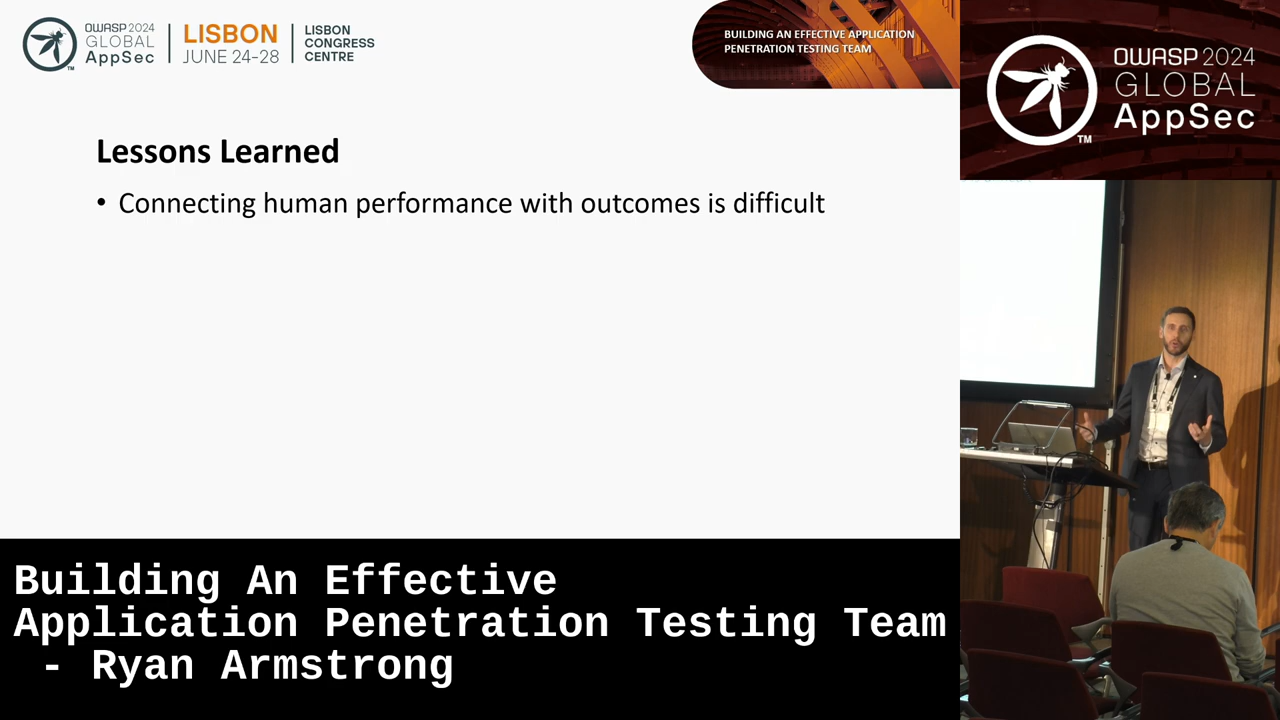 OWASP 2024
GLOBAL
AppSec
LISBON
JUNE 24-28
LISBON
CONGRESS
CENTRE
BUILDING AN EFFECTIVE APPLICATION
PENETRATION TESTING TEAM
OWASP 2024
GLOBAL
AppSec
TM
Lessons Learned
• Connecting human performance with outcomes is difficult
Building An Effective
Application Penetration Testing Team
- Ryan Armstrong